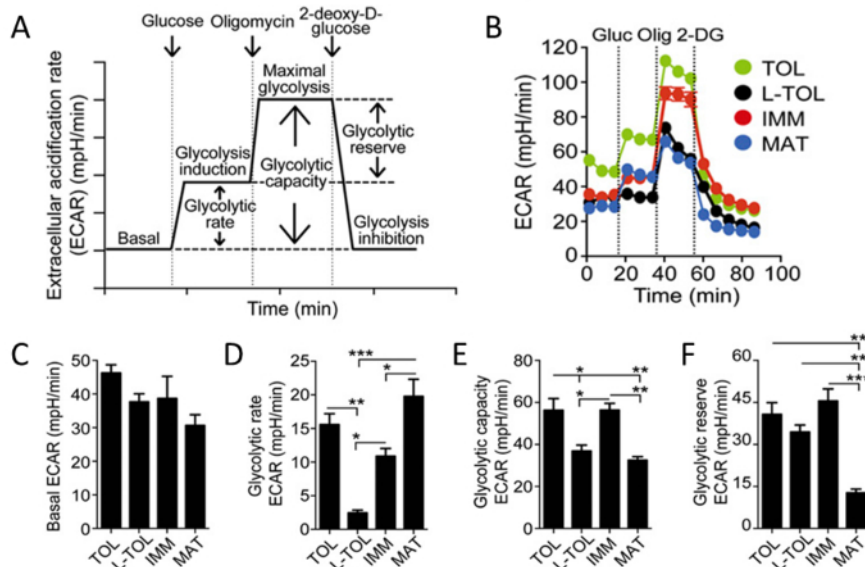 A
Glucose Oligomycin 2-deoxy-D-
glucose
Extracellular acidification rate
(ECAR) (mpH/min)
Maximal
glycolysis
Glycolytic
reserve
Glycolysis
induction
Glycolytic
capacity
Glycolytic
rate
Basal
Glycolysis
inhibition
Time (min)
B
Gluc Olig 2-DG
ECAR (mpH/min)
120
100
80
60
40
20
0
0 20 40 60 80 100
Time (min)
TOL
L-TOL
IMM
MAT
C
Basal ECAR (mpH/min)
50
40
30
20
10
0
TOL L-TOL IMM MAT
D
Glycolytic rate
ECAR (mpH/min)
25
20
15
10
5
0
***
*
**
*
TOL L-TOL IMM MAT
E
Glycolytic capacity
ECAR (mpH/min)
80
60
40
20
0
* **
* **
TOL L-TOL IMM MAT
F
Glycolytic reserve
ECAR (mpH/min)
60
45
30
15
0
TOL L-TOL IMM MAT